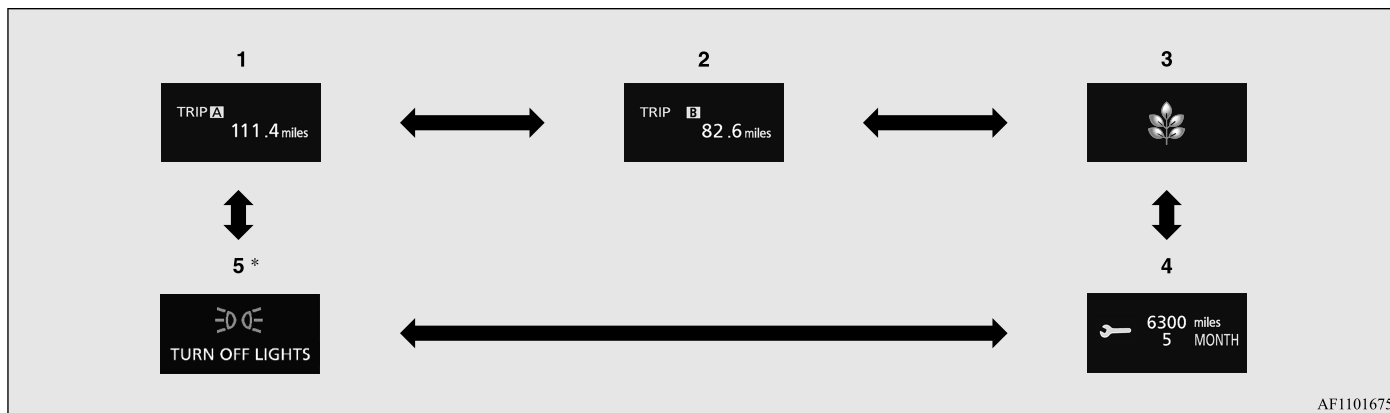 1
2
3
TRIP A
111.4 miles
TRIP B
82.6 miles
5 *
4
TURN OFF LIGHTS
6300 miles
5 MONTH
AF1101675